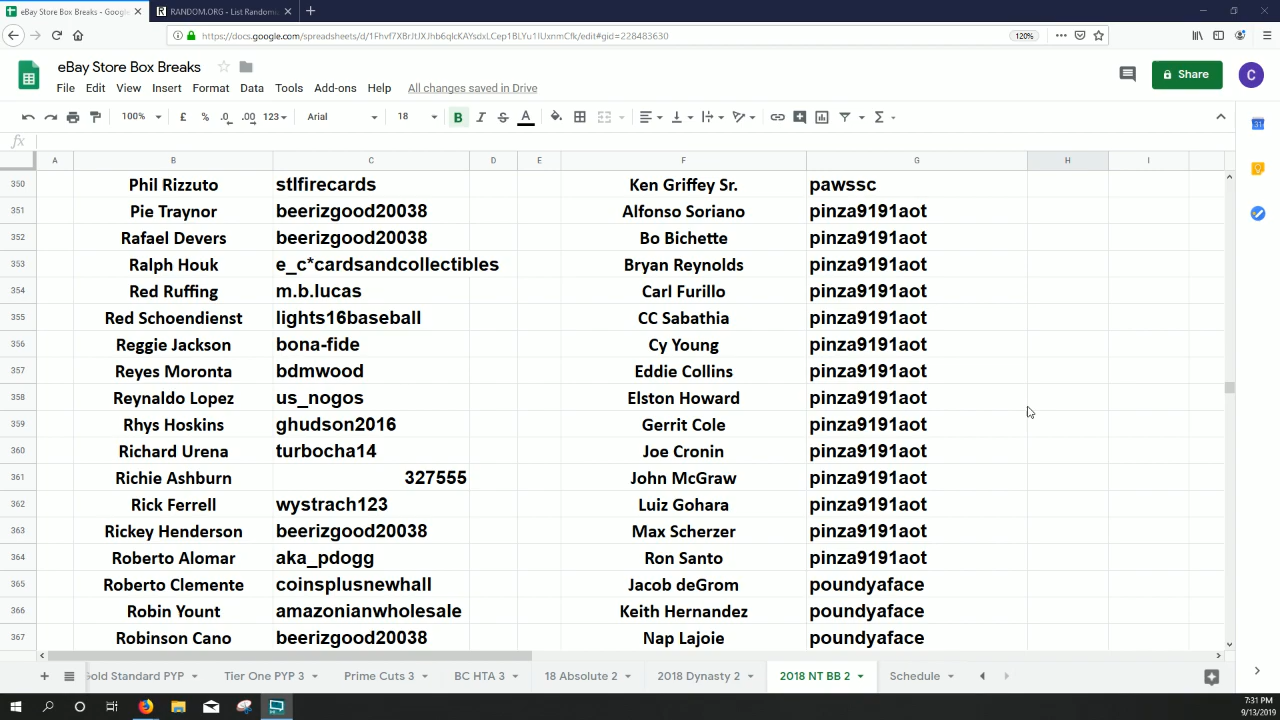 eBay Store Box Breaks - Googl
RANDOM.ORG - List Randomiz
https://docs.google.com/spreadsheets/d/1Fhvf7XBrJtJXJhb6qlcKAYsdxLCep1BLYu1IUxnmCfk/edit#gid=228483630
120%
eBay Store Box Breaks
File Edit View Insert Format Data Tools Add-ons Help All changes saved in Drive
Share
C
100% £ % .0 .00 123 Arial 18 B I S A
fx
A B C D E F G H I
350 Phil Rizzuto stlfirecards Ken Griffey Sr. pawssc
351 Pie Traynor beerizgood20038 Alfonso Soriano pinza9191aot
352 Rafael Devers beerizgood20038 Bo Bichette pinza9191aot
353 Ralph Houk e_c*cardsandcollectibles Bryan Reynolds pinza9191aot
354 Red Ruffing m.b.lucas Carl Furillo pinza9191aot
355 Red Schoendienst lights16baseball CC Sabathia pinza9191aot
356 Reggie Jackson bona-fide Cy Young pinza9191aot
357 Reyes Moronta bdmwood Eddie Collins pinza9191aot
358 Reynaldo Lopez us_nogos Elston Howard pinza9191aot
359 Rhys Hoskins ghudson2016 Gerrit Cole pinza9191aot
360 Richard Urena turbocha14 Joe Cronin pinza9191aot
361 Richie Ashburn 327555 John McGraw pinza9191aot
362 Rick Ferrell wystrach123 Luiz Gohara pinza9191aot
363 Rickey Henderson beerizgood20038 Max Scherzer pinza9191aot
364 Roberto Alomar aka_pdogg Ron Santo pinza9191aot
365 Roberto Clemente coinsplusnewhall Jacob deGrom poundyaface
366 Robin Yount amazonianwholesale Keith Hernandez poundyaface
367 Robinson Cano beerizgood20038 Nap Lajoie poundyaface
Gold Standard PYP Tier One PYP 3 Prime Cuts 3 BC HTA 3 18 Absolute 2 2018 Dynasty 2 2018 NT BB 2 Schedule
7:31 PM
9/13/2019